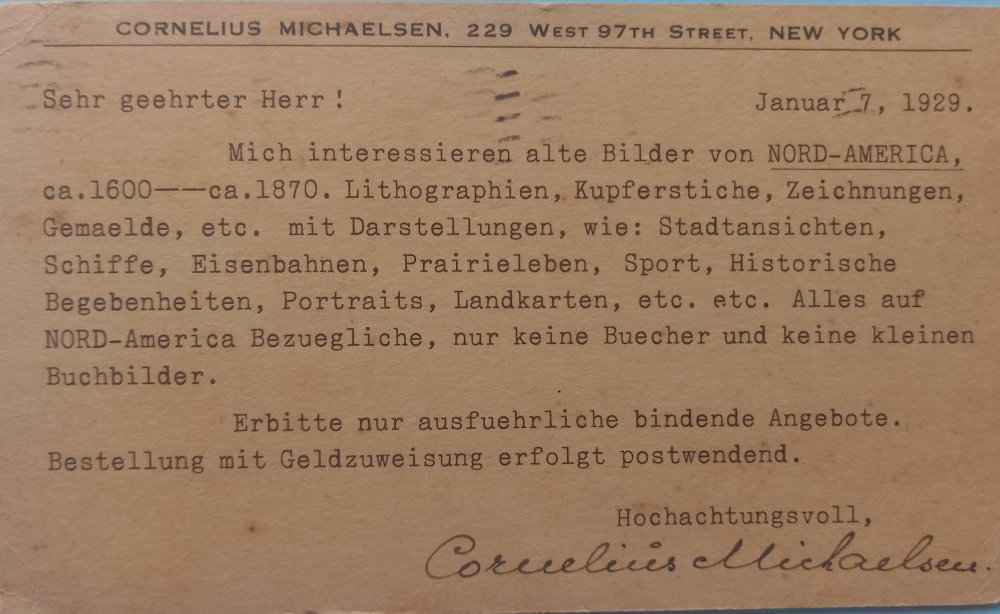 CORNELIUS MICHAELSEN, 229 WEST 97TH STREET, NEW YORK
Sehr geehrter Herr ! Januar 7, 1929.
Mich interessieren alte Bilder von NORD-AMERICA,
ca.1600——ca.1870. Lithographien, Kupferstiche, Zeichnungen,
Gemaelde, etc. mit Darstellungen, wie: Stadtansichten,
Schiffe, Eisenbahnen, Prairieleben, Sport, Historische
Begebenheiten, Portraits, Landkarten, etc. etc. Alles auf
NORD-America Bezuegliche, nur keine Buecher und keine kleinen
Buchbilder.
Erbitte nur ausfuehrliche bindende Angebote.
Bestellung mit Geldzuweisung erfolgt postwendend.
Hochachtungsvoll,
Cornelius Michaelsen.